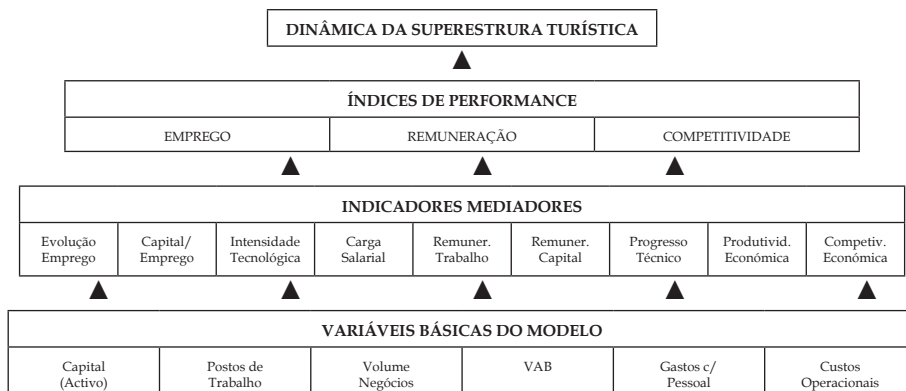 DINÂMICA DA SUPERESTRURA TURÍSTICA
ÍNDICES DE PERFORMANCE
EMPREGO
REMUNERAÇÃO
COMPETITIVIDADE
INDICADORES MEDIADORES
Evolução
Emprego
Capital/
Emprego
Intensidade
Tecnológica
Carga
Salarial
Remuner.
Trabalho
Remuner.
Capital
Progresso
Técnico
Produtivid.
Económica
Competiv.
Económica
VARIÁVEIS BÁSICAS DO MODELO
Capital
(Activo)
Postos de
Trabalho
Volume
Negócios
VAB
Gastos c/
Pessoal
Custos
Operacionais